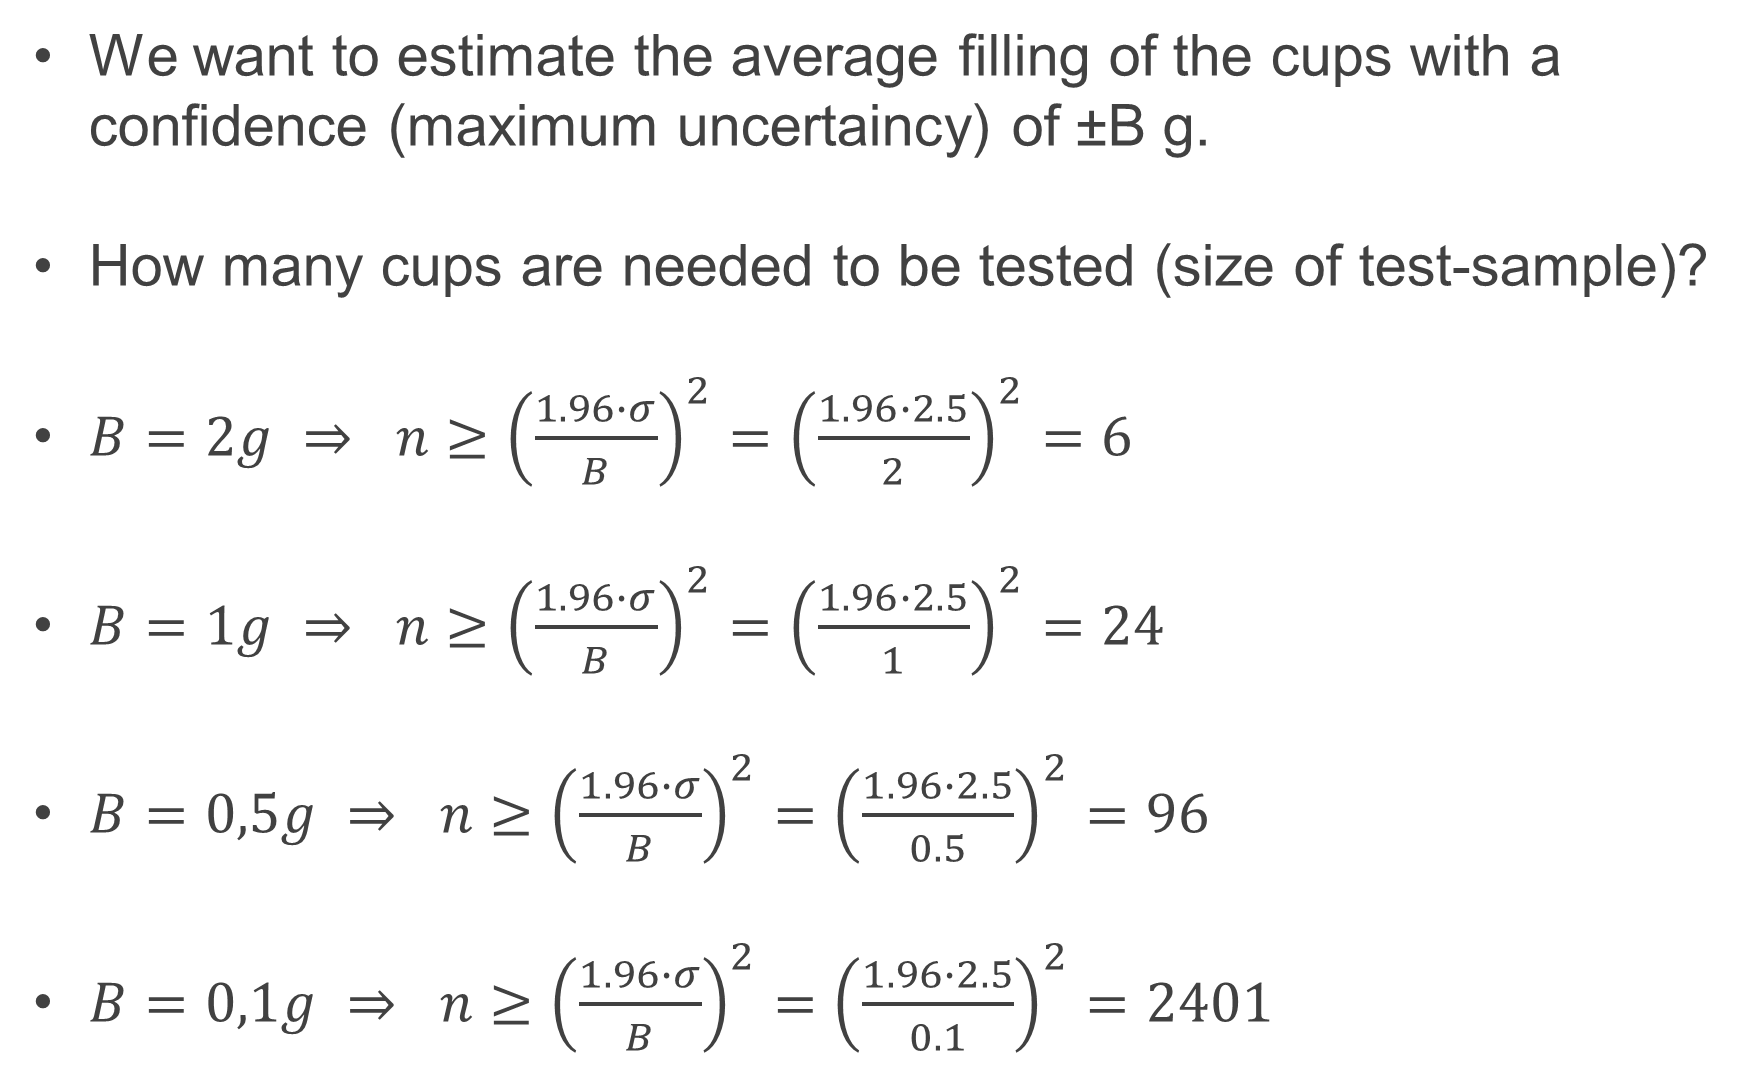 • We want to estimate the average filling of the cups with a
confidence (maximum uncertaincy) of ±B g.
• How many cups are needed to be tested (size of test-sample)?
• B = 2g ⇒ n ≥ (1.96·σ / B)² = (1.96·2.5 / 2)² = 6
• B = 1g ⇒ n ≥ (1.96·σ / B)² = (1.96·2.5 / 1)² = 24
• B = 0,5g ⇒ n ≥ (1.96·σ / B)² = (1.96·2.5 / 0.5)² = 96
• B = 0,1g ⇒ n ≥ (1.96·σ / B)² = (1.96·2.5 / 0.1)² = 2401